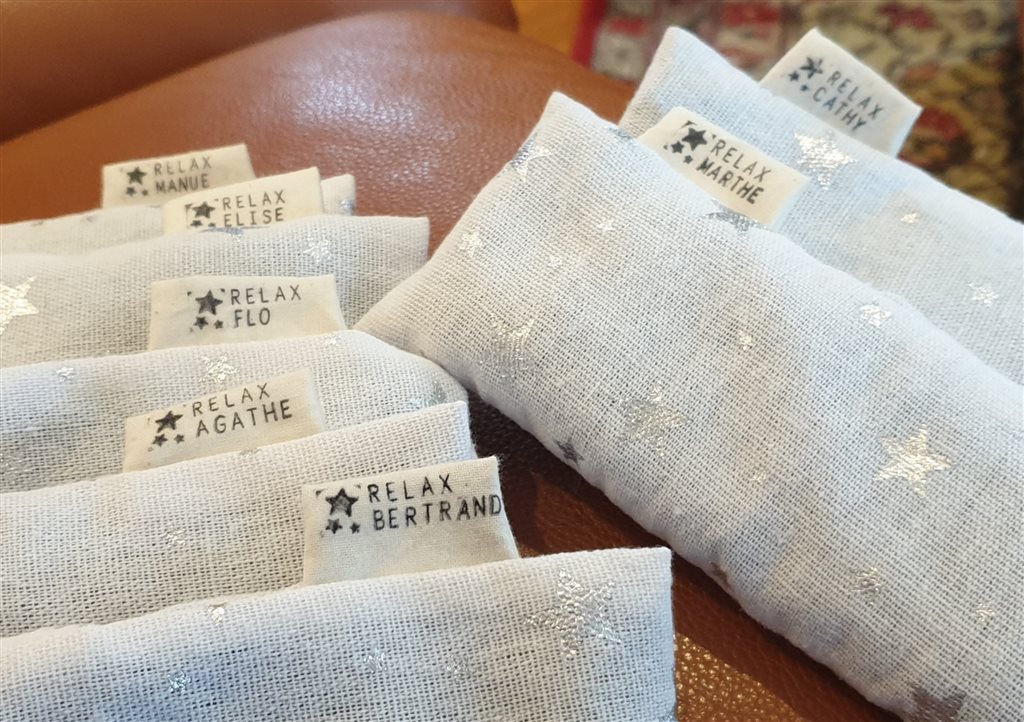 RELAX
MANUE
RELAX
ELISE
RELAX
FLO
RELAX
AGATHE
RELAX
BERTRAND
RELAX
MARTHE
RELAX
CATHY